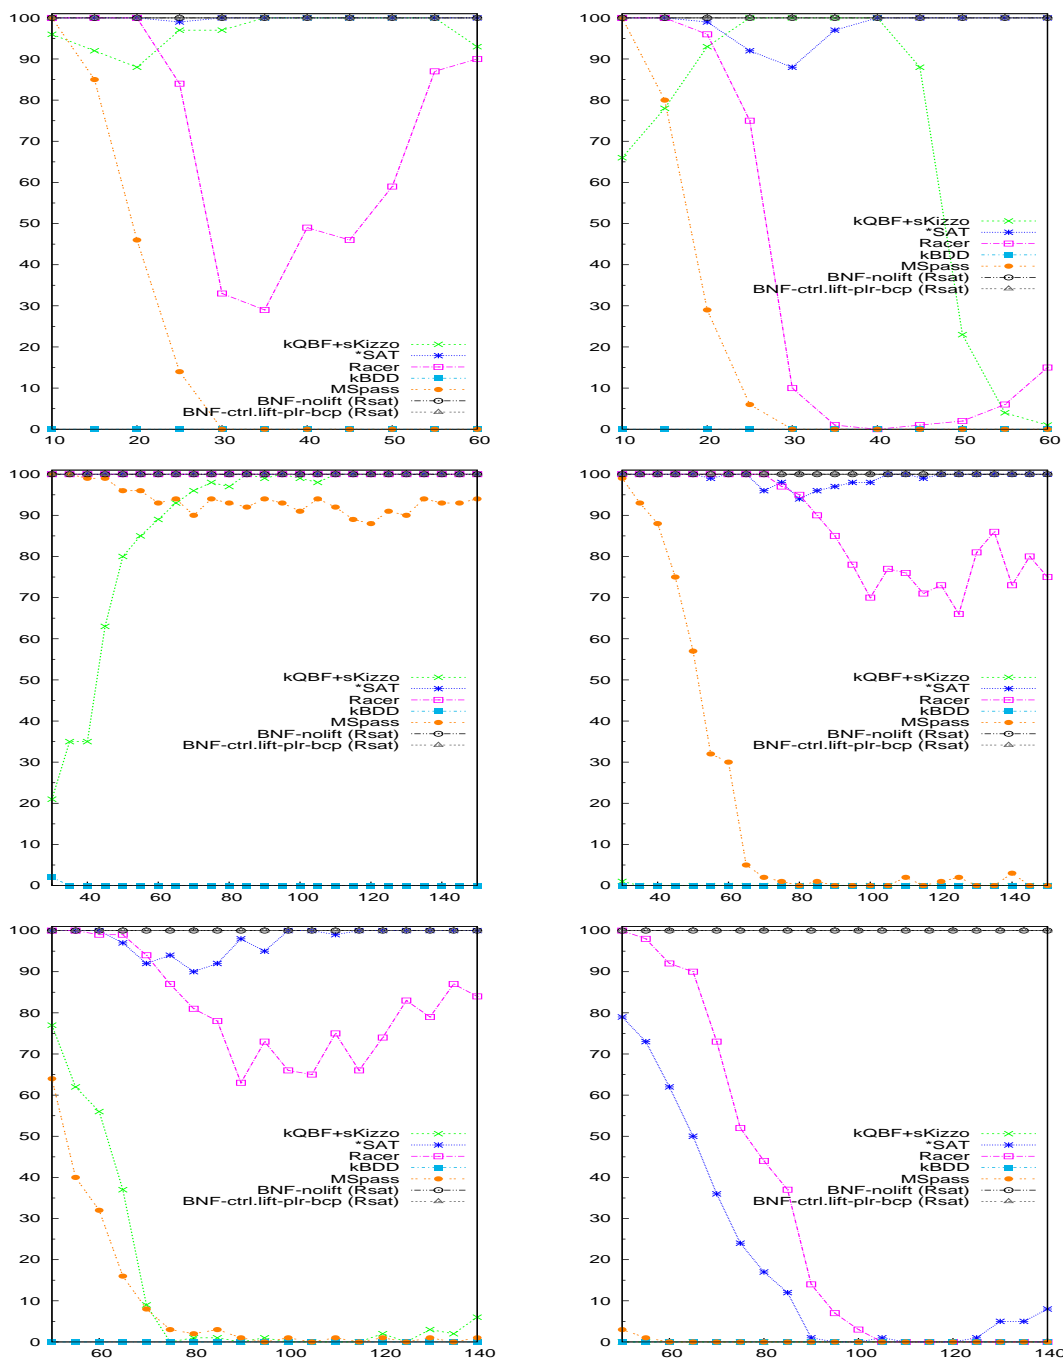 100
90
80
70
60
50
40
30
20
10
0
kQBF+sKizzo
*SAT
Racer
kBDD
MSpass
BNF-nolift (Rsat)
BNF-ctrl.lift-plr-bcp (Rsat)
10 20 30 40 50 60
100
90
80
70
60
50
40
30
20
10
0
kQBF+sKizzo
*SAT
Racer
kBDD
MSpass
BNF-nolift (Rsat)
BNF-ctrl.lift-plr-bcp (Rsat)
10 20 30 40 50 60
100
90
80
70
60
50
40
30
20
10
0
kQBF+sKizzo
*SAT
Racer
kBDD
MSpass
BNF-nolift (Rsat)
BNF-ctrl.lift-plr-bcp (Rsat)
40 60 80 100 120 140
100
90
80
70
60
50
40
30
20
10
0
kQBF+sKizzo
*SAT
Racer
kBDD
MSpass
BNF-nolift (Rsat)
BNF-ctrl.lift-plr-bcp (Rsat)
40 60 80 100 120 140
100
90
80
70
60
50
40
30
20
10
0
kQBF+sKizzo
*SAT
Racer
kBDD
MSpass
BNF-nolift (Rsat)
BNF-ctrl.lift-plr-bcp (Rsat)
60 80 100 120 140
100
90
80
70
60
50
40
30
20
10
0
kQBF+sKizzo
*SAT
Racer
kBDD
MSpass
BNF-nolift (Rsat)
BNF-ctrl.lift-plr-bcp (Rsat)
60 80 100 120 140